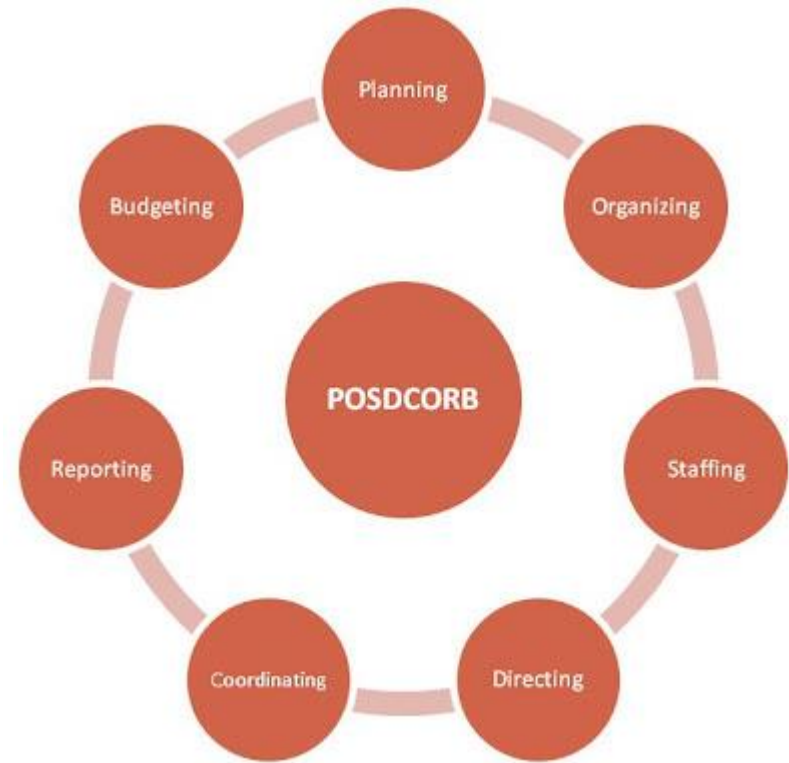 Planning
Organizing
Staffing
Directing
Coordinating
Reporting
Budgeting
POSDCORB